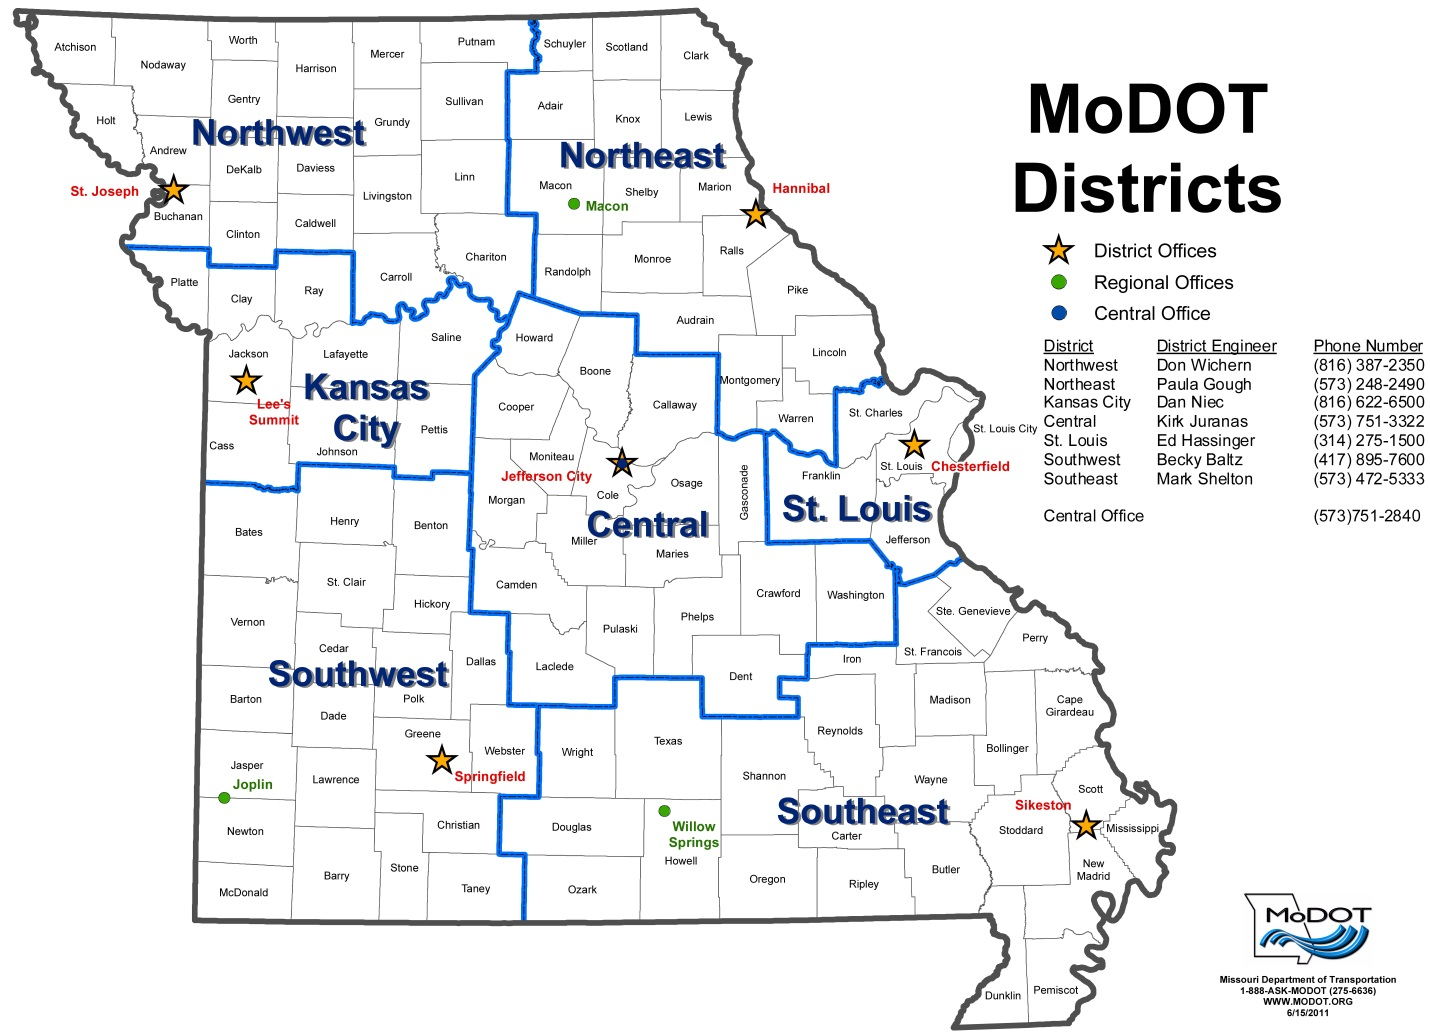 MoDOT
Districts
District Offices
Regional Offices
Central Office
District District Engineer Phone Number
Northwest Don Wichern (816) 387-2350
Northeast Paula Gough (573) 248-2490
Kansas City Dan Niec (816) 622-6500
Central Kirk Juranas (573) 751-3322
St. Louis Ed Hassinger (314) 275-1500
Southwest Becky Baltz (417) 895-7600
Southeast Mark Shelton (573) 472-5333
Central Office (573)751-2840
Northwest
Atchison
Nodaway
Worth
Harrison
Mercer
Putnam
Gentry
Sullivan
Holt
Grundy
Andrew
DeKalb
Daviess
Linn
St. Joseph
Livingston
Buchanan
Clinton
Caldwell
Carroll
Chariton
Northeast
Schuyler
Scotland
Clark
Adair
Knox
Lewis
Macon
Macon
Shelby
Marion
Hannibal
Randolph
Monroe
Ralls
Pike
Audrain
Lincoln
Montgomery
Warren
Kansas
City
Platte
Clay
Ray
Jackson
Lafayette
Saline
Lee's
Summit
Cass
Johnson
Pettis
Central
Howard
Boone
Cooper
Callaway
Moniteau
Jefferson City
Morgan
Cole
Osage
Gasconade
Miller
Maries
Camden
Pulaski
Phelps
Crawford
Washington
Laclede
Dent
St. Louis
St. Charles
St. Louis City
St. Louis
Chesterfield
Franklin
Jefferson
Southwest
Bates
Henry
Benton
St. Clair
Hickory
Vernon
Cedar
Dallas
Polk
Barton
Dade
Greene
Webster
Springfield
Jasper
Joplin
Lawrence
Newton
Christian
Stone
Barry
Taney
McDonald
Southeast
Ste. Genevieve
Perry
St. Francois
Iron
Madison
Cape
Girardeau
Reynolds
Bollinger
Wright
Texas
Shannon
Wayne
Scott
Sikeston
Mississippi
Stoddard
Douglas
Willow
Springs
Howell
Carter
Butler
New
Madrid
Ozark
Oregon
Ripley
Dunklin
Pemiscot
MoDOT
Missouri Department of Transportation
1-888-ASK-MODOT (275-6636)
WWW.MODOT.ORG
6/15/2011